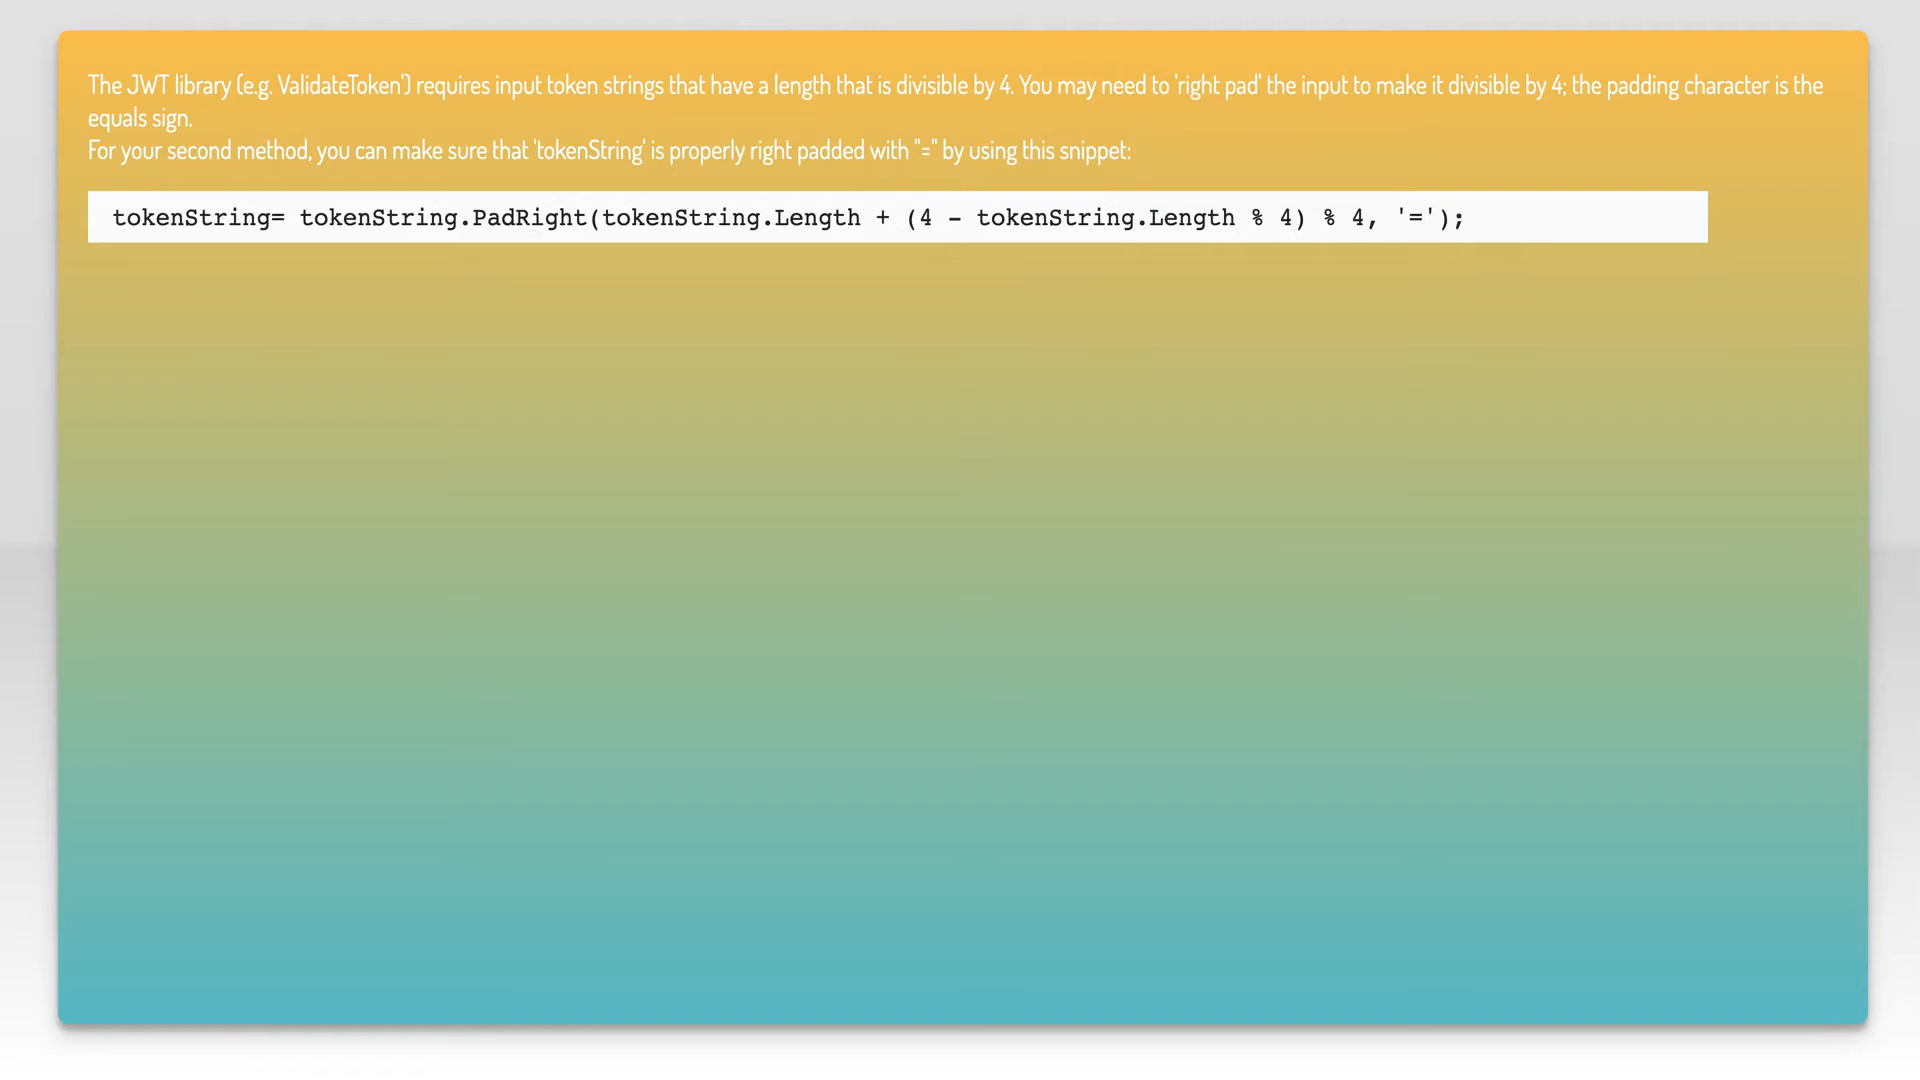 The JWT library (e.g. ValidateToken') requires input token strings that have a length that is divisible by 4. You may need to 'right pad' the input to make it divisible by 4; the padding character is the
equals sign.
For your second method, you can make sure that 'tokenString' is properly right padded with "=" by using this snippet:
tokenString= tokenString.PadRight(tokenString.Length + (4 - tokenString.Length % 4) % 4, '=');